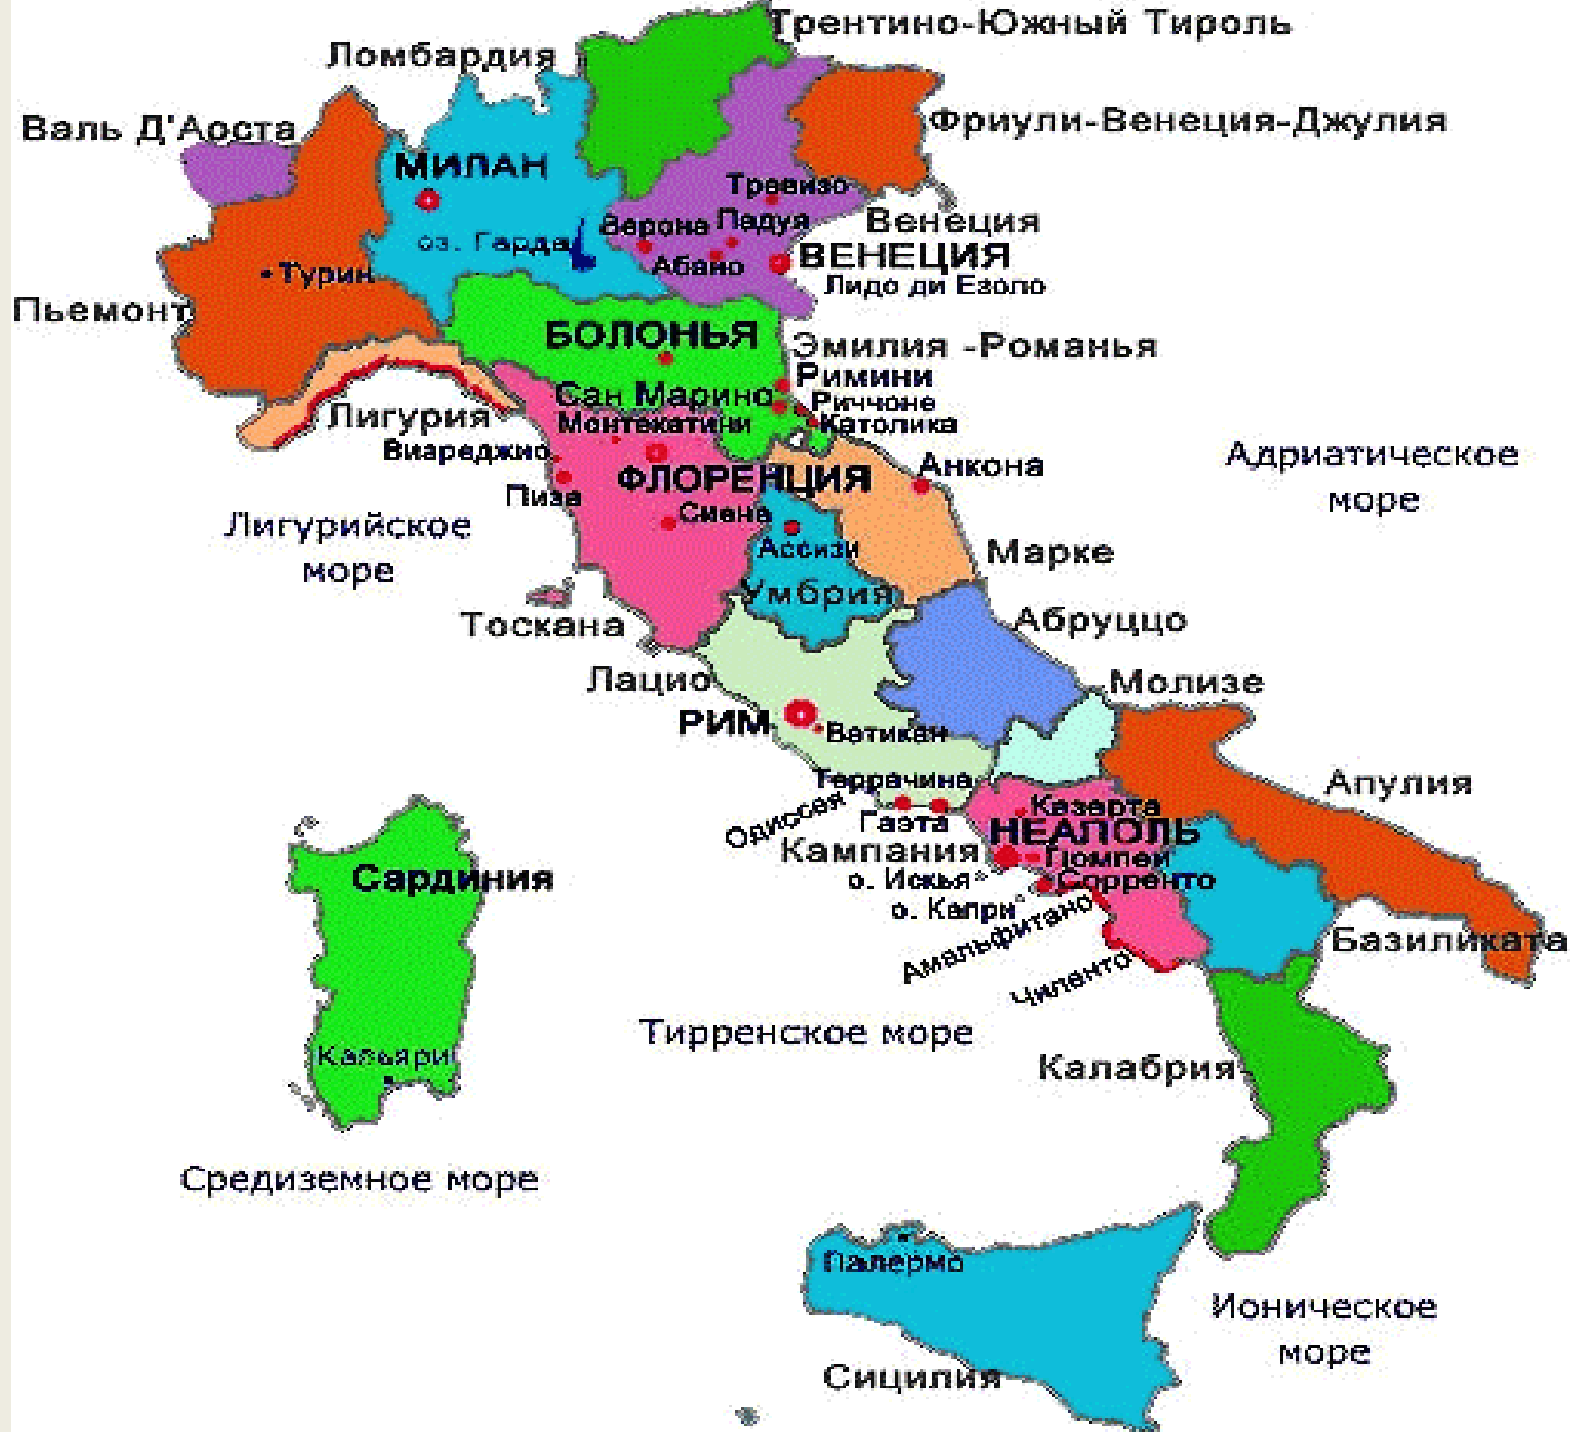 Трентино-Южный Тироль
Ломбардия
Фриули-Венеция-Джулия
Валь Д'Аоста
МИЛАН
Тревизо
Верона
Падуя
Венеция
оз. Гарда
ВЕНЕЦИЯ
Абано
Турин
Лидо ди Езоло
Пьемонт
БОЛОНЬЯ
Эмилия -Романья
Римини
Сан Марино
Риччоне
Лигурия
Монтекатини
Католика
Виареджио
Анкона
Адриатическое
море
ФЛОРЕНЦИЯ
Пиза
Сиена
Лигурийское
море
Ассизи
Марке
Умбрия
Тоскана
Абруццо
Лацио
Молизе
РИМ
Ватикан
Террачина
Апулия
Одиссея
Гаэта
Казерта
НЕАПОЛЬ
Кампания
Помпеи
о. Искья
Сорренто
Сардиния
о. Капри
Амальфитано
Базиликата
Чиленто
Тирренское море
Кальяри
Калабрия
Средиземное море
Палермо
Ионическое
море
Сицилия